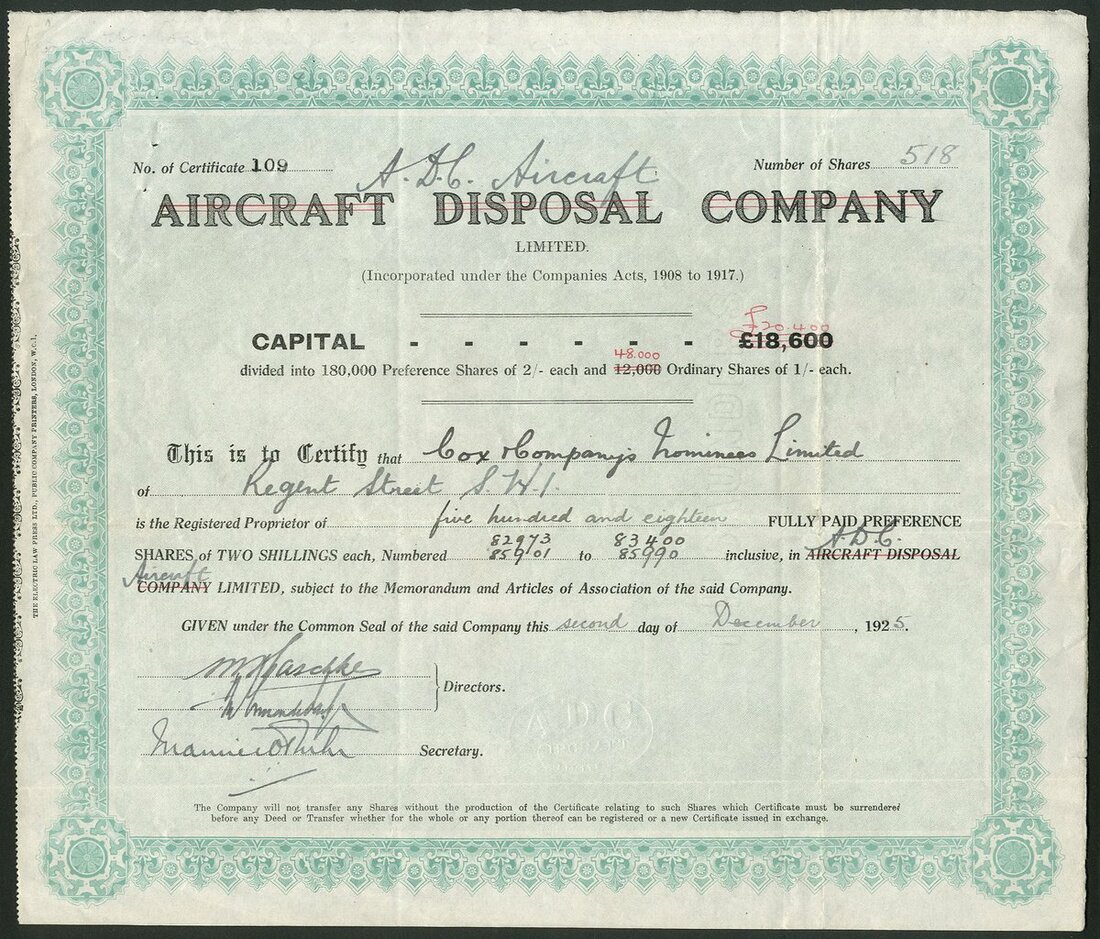 No. of Certificate 109
Number of Shares 518
A.D.C. Aircraft
AIRCRAFT DISPOSAL COMPANY
LIMITED.
(Incorporated under the Companies Acts, 1908 to 1917.)
£20.400
CAPITAL - - - - - - £18,600
48.000
divided into 180,000 Preference Shares of 2/- each and 12,000 Ordinary Shares of 1/- each.
This is to Certify that Cox & Companys Nominees Limited
of Regent Street, S.W.1.
is the Registered Proprietor of five hundred and eighteen FULLY PAID PREFERENCE
82973 83400 A.D.C.
SHARES of TWO SHILLINGS each, Numbered 85901 to 85990 inclusive, in AIRCRAFT DISPOSAL
Aircraft
COMPANY LIMITED, subject to the Memorandum and Articles of Association of the said Company.
GIVEN under the Common Seal of the said Company this second day of December, 1925.
Directors.
Secretary.
ADC
The Company will not transfer any Shares without the production of the Certificate relating to such Shares which Certificate must be surrendered
before any Deed or Transfer whether for the whole or any portion thereof can be registered or a new Certificate issued in exchange.
THE ELECTRIC LAW PRESS LTD., PUBLIC COMPANY PRINTERS, LONDON, W.C.1.